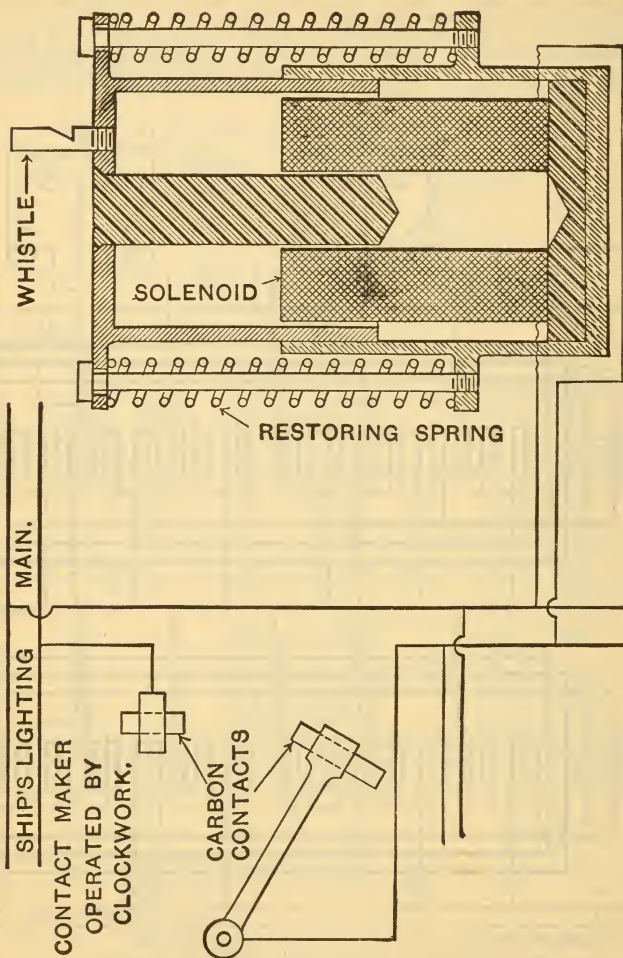 WHISTLE
SOLENOID
RESTORING SPRING
SHIP'S LIGHTING MAIN.
CONTACT MAKER
OPERATED BY
CLOCKWORK.
CARBON
CONTACTS